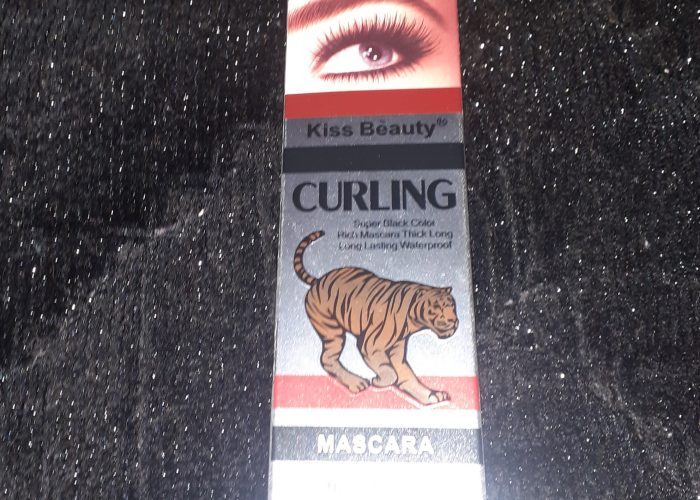 Kiss Beauty®
CURLING
Super Black Color
Rich Mascara Thick Long
Long Lasting Waterproof
MASCARA